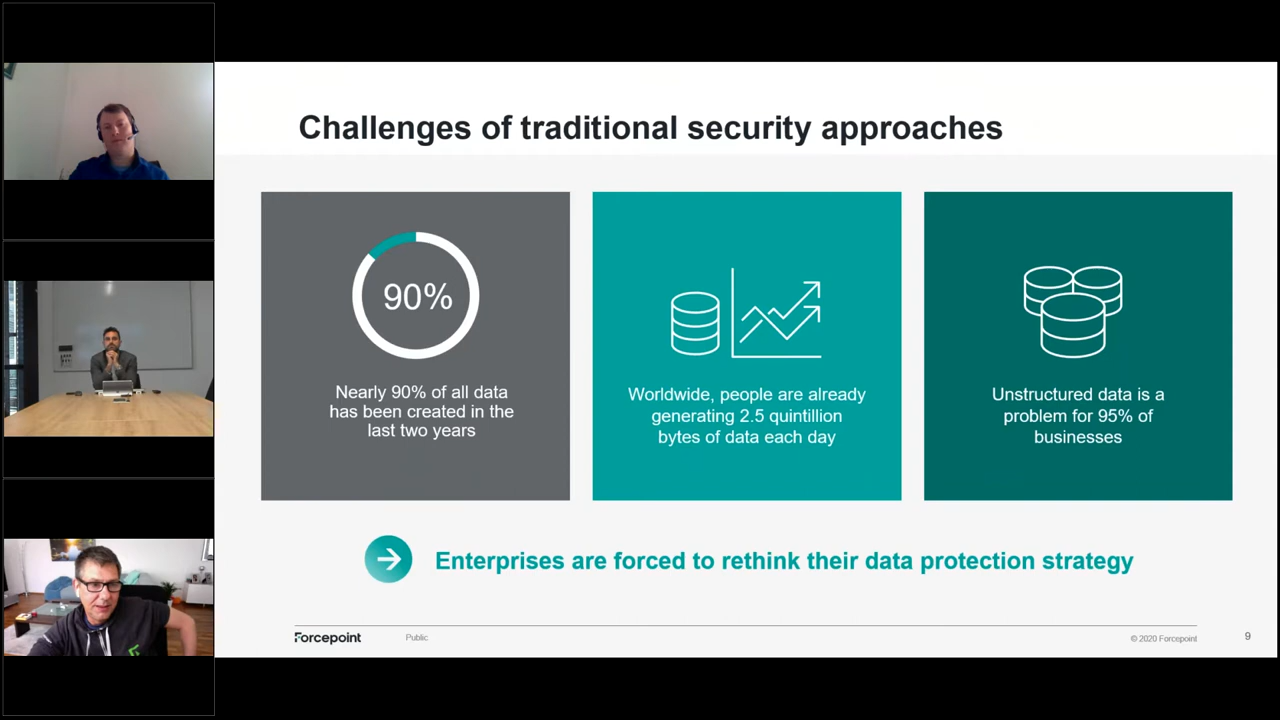 Challenges of traditional security approaches
90%
Nearly 90% of all data
has been created in the
last two years
Worldwide, people are already
generating 2.5 quintillion
bytes of data each day
Unstructured data is a
problem for 95% of
businesses
Enterprises are forced to rethink their data protection strategy
Forcepoint
Public
© 2020 Forcepoint
9